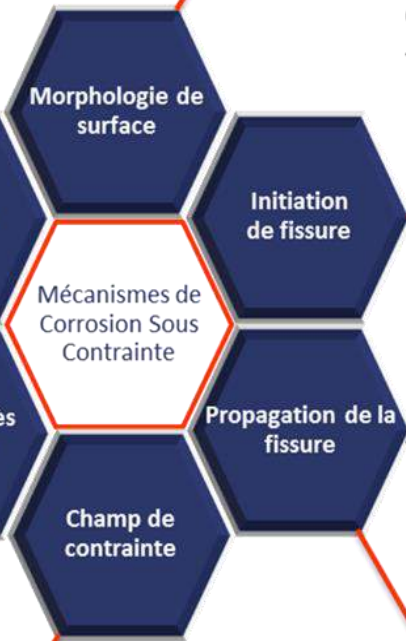 Morphologie de
surface
Initiation
de fissure
Mécanismes de
Corrosion Sous
Contrainte
Propagation de la
fissure
Champ de
contrainte